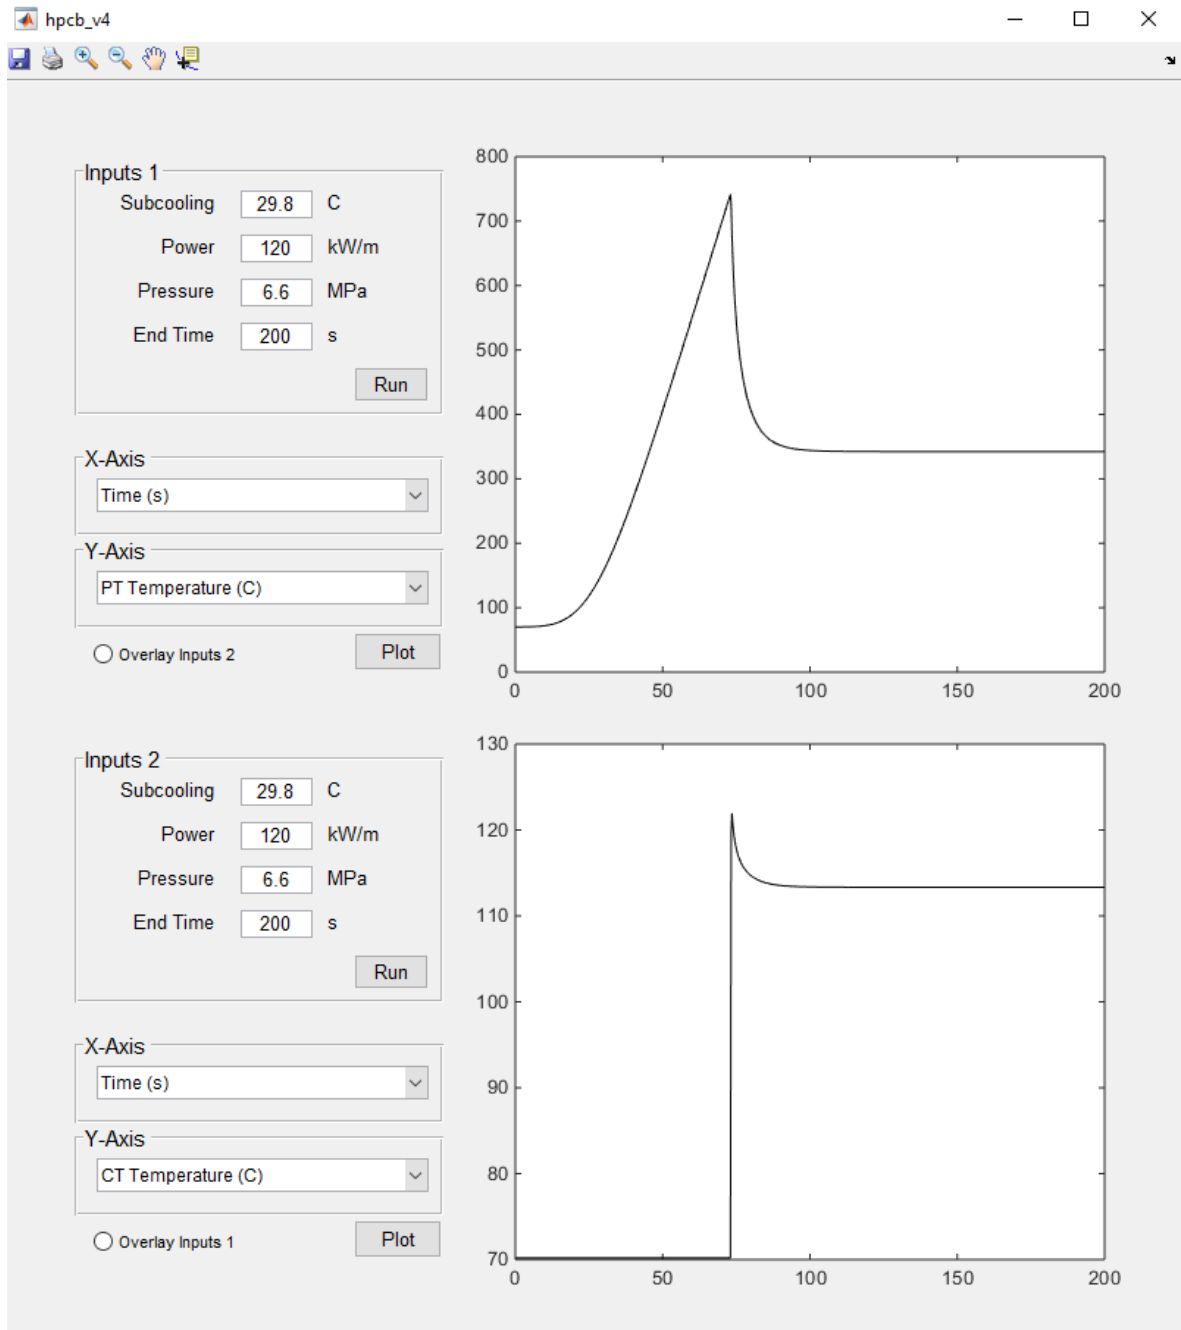 hpcb_v4
Inputs 1
Subcooling 29.8 C
Power 120 kW/m
Pressure 6.6 MPa
End Time 200 s
Run
X-Axis
Time (s)
Y-Axis
PT Temperature (C)
Overlay Inputs 2
Plot
800
700
600
500
400
300
200
100
0
0 50 100 150 200
Inputs 2
Subcooling 29.8 C
Power 120 kW/m
Pressure 6.6 MPa
End Time 200 s
Run
X-Axis
Time (s)
Y-Axis
CT Temperature (C)
Overlay Inputs 1
Plot
130
120
110
100
90
80
70
0 50 100 150 200